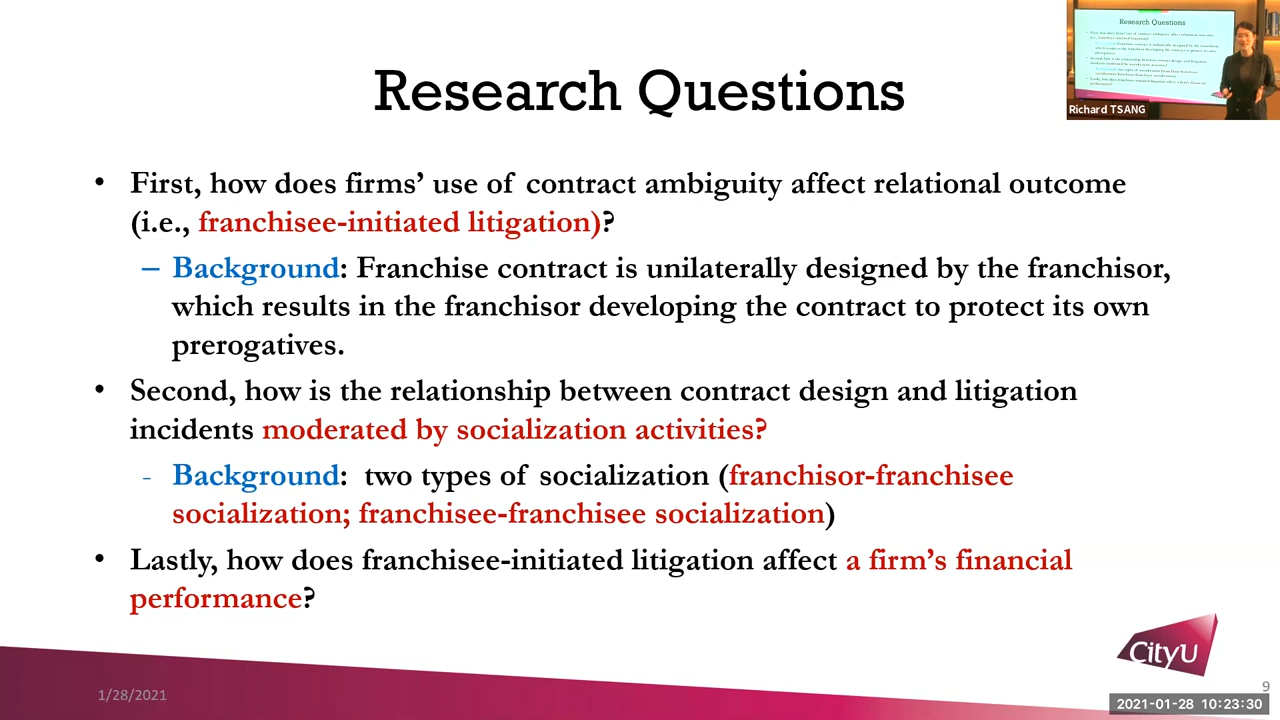 Research Questions
Research Questions
Richard TSANG
• First, how does firms’ use of contract ambiguity affect relational outcome
(i.e., franchisee-initiated litigation)?
– Background: Franchise contract is unilaterally designed by the franchisor,
which results in the franchisor developing the contract to protect its own
prerogatives.
• Second, how is the relationship between contract design and litigation
incidents moderated by socialization activities?
- Background: two types of socialization (franchisor-franchisee
socialization; franchisee-franchisee socialization)
• Lastly, how does franchisee-initiated litigation affect a firm’s financial
performance?
CityU
1/28/2021
9
2021-01-28 10:23:30